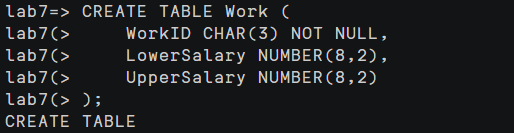 lab7=> CREATE TABLE Work (
lab7(>     WorkID CHAR(3) NOT NULL,
lab7(>     LowerSalary NUMBER(8,2),
lab7(>     UpperSalary NUMBER(8,2)
lab7(> );
CREATE TABLE